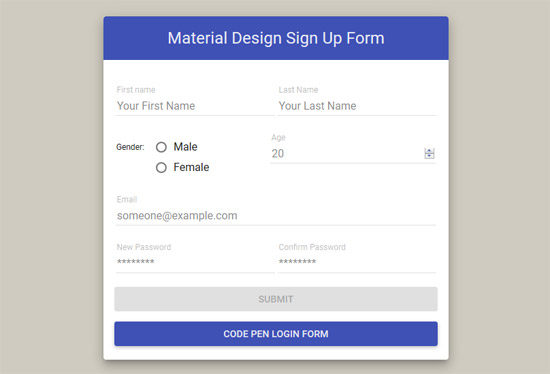 Material Design Sign Up Form
First name Last Name
Your First Name Your Last Name
Gender: Male Age
20
Female
Email
someone@example.com
New Password Confirm Password
******** ********
SUBMIT
CODE PEN LOGIN FORM